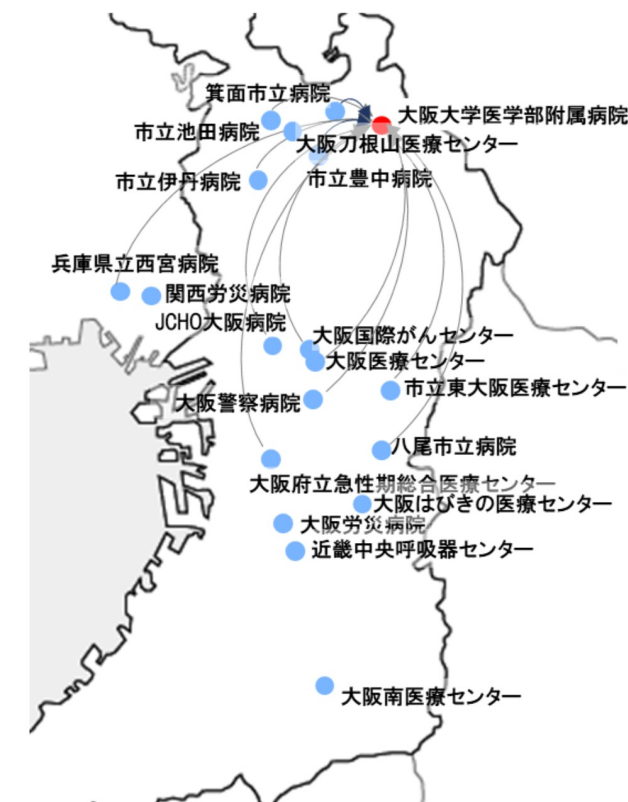 箕面市立病院
大阪大学医学部附属病院
市立池田病院
大阪刀根山医療センター
市立伊丹病院
市立豊中病院
兵庫県立西宮病院
関西労災病院
JCHO大阪病院
大阪国際がんセンター
大阪医療センター
市立東大阪医療センター
大阪警察病院
八尾市立病院
大阪府立急性期総合医療センター
大阪はびきの医療センター
大阪労災病院
近畿中央呼吸器センター
大阪南医療センター